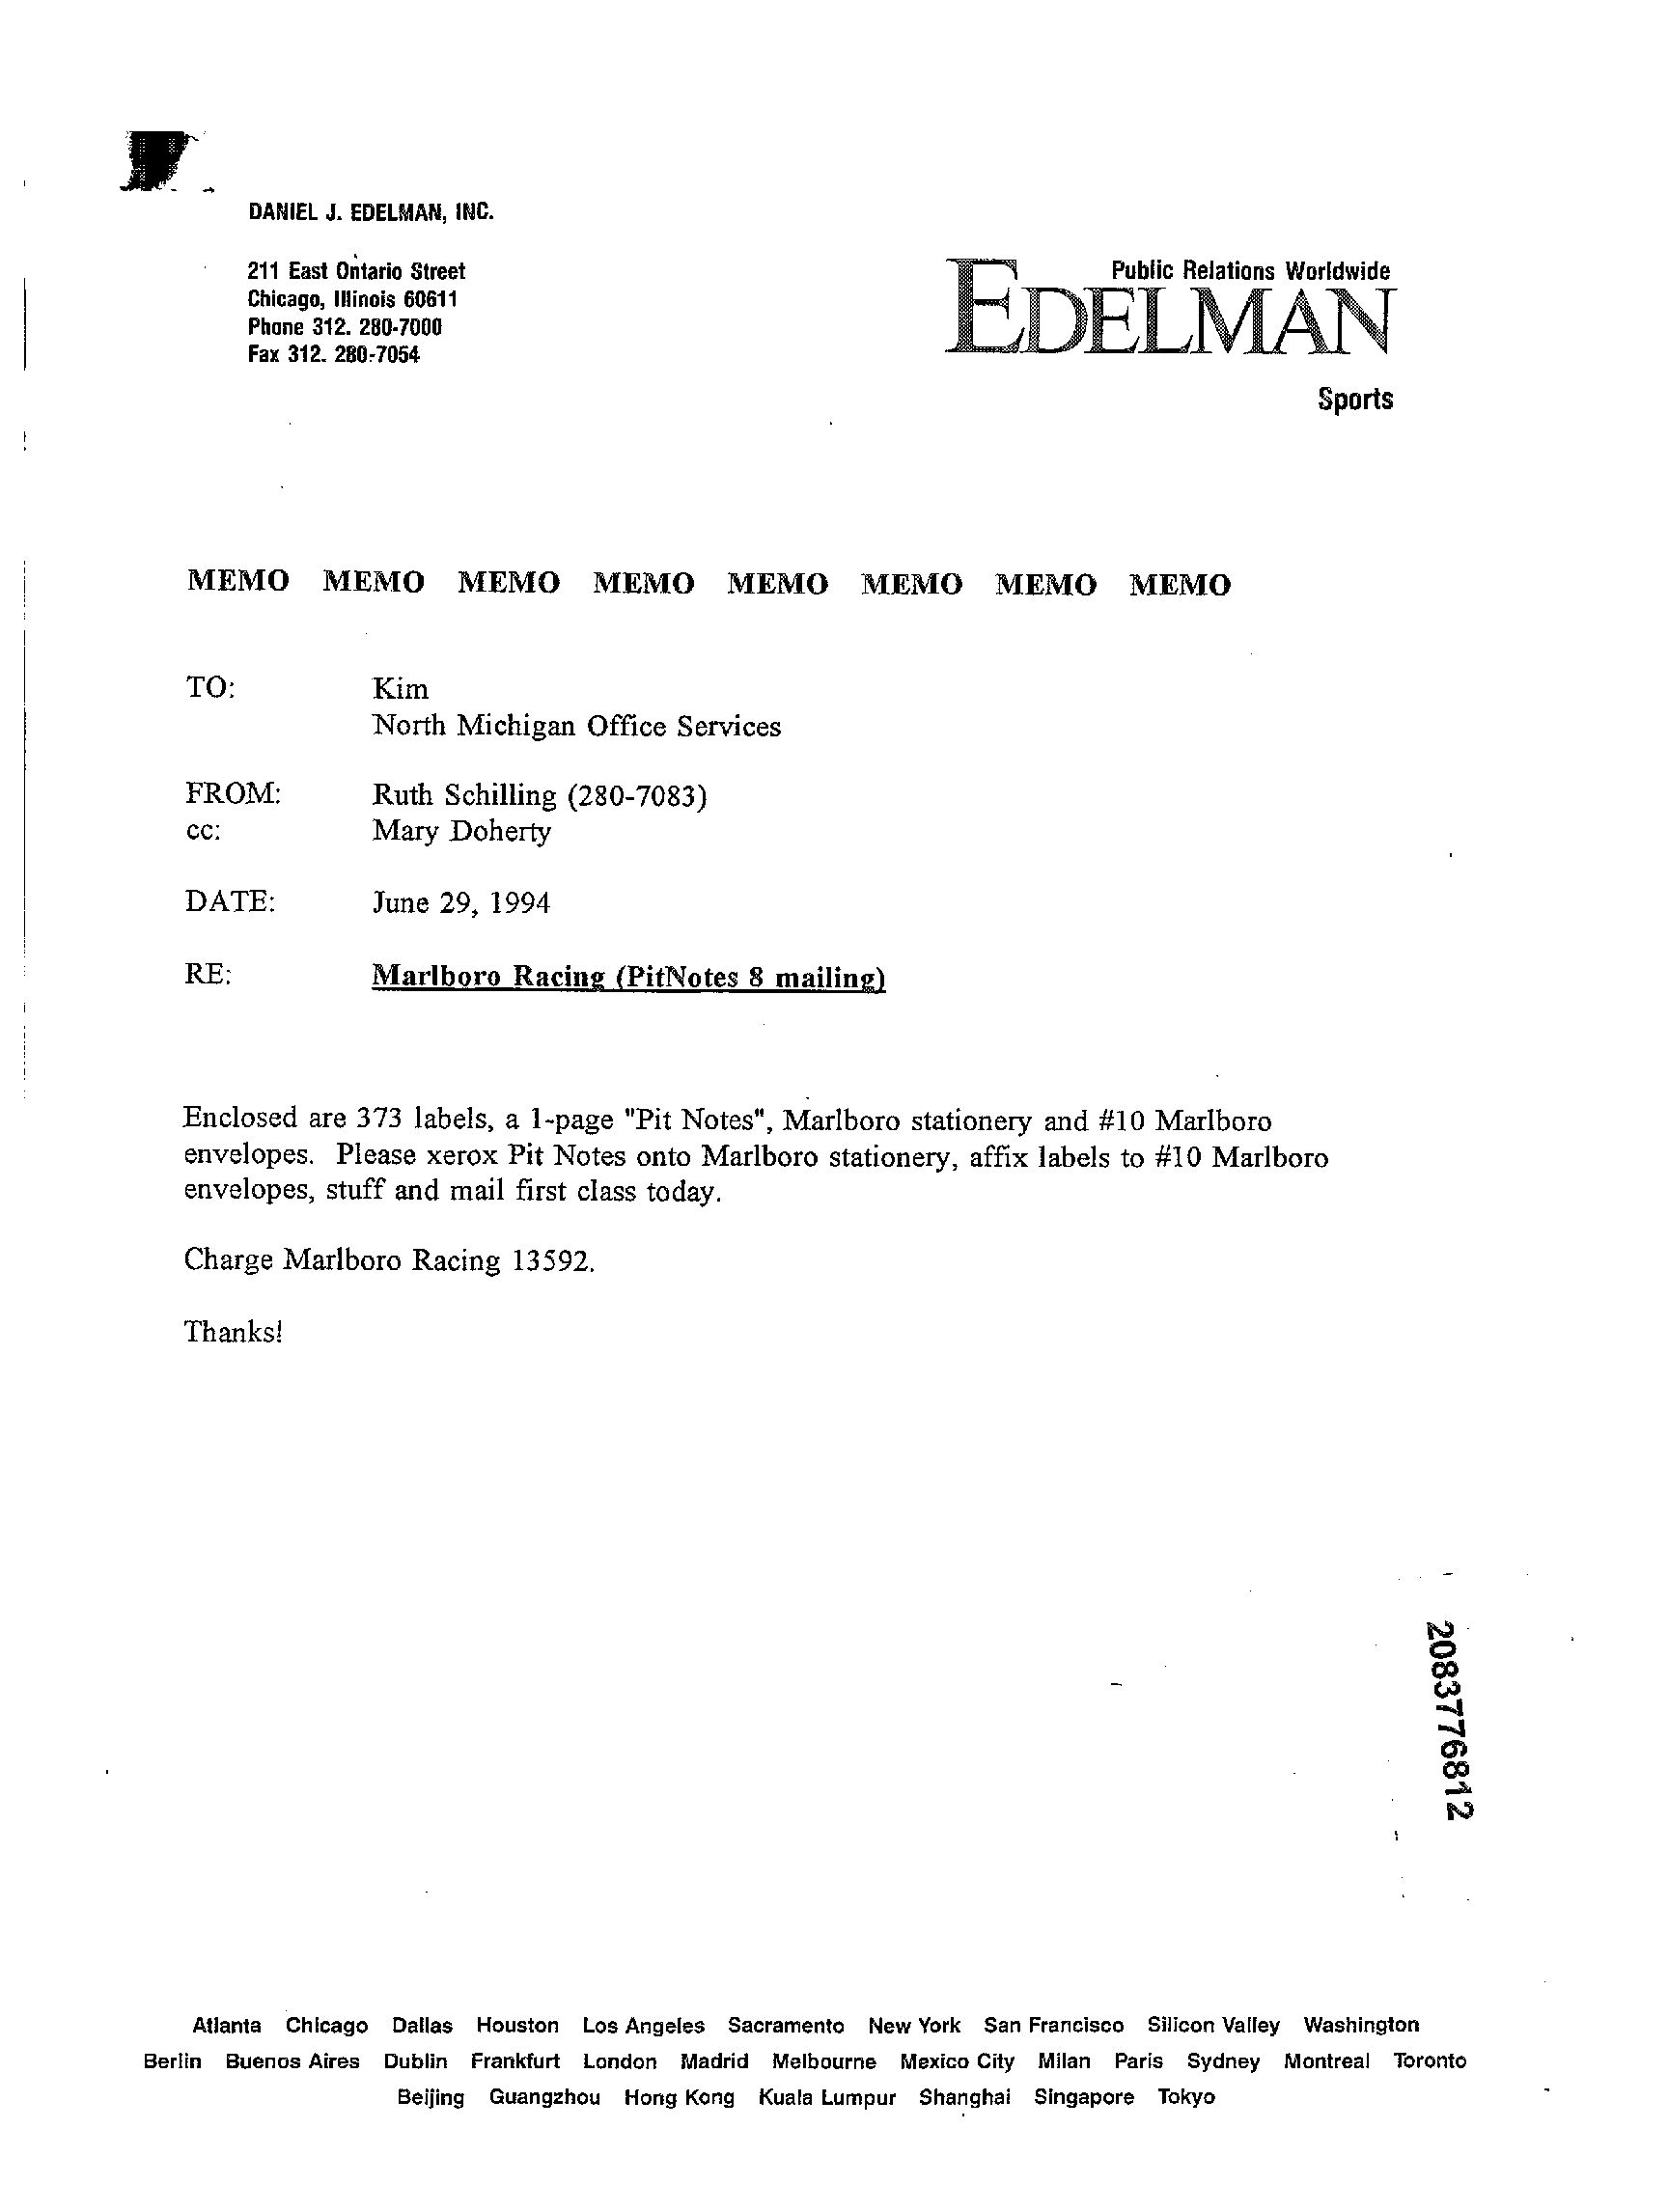 DANIEL J. EDELMAN, INC.
211 East Ontario Street
Chicago, Illinois 60611
Phone 312. 280-7000
Fax 312. 280-7054
Public Relations Worldwide
EDELMAN
Sports
MEMO MEMO MEMO MEMO MEMO MEMO MEMO MEMO
TO: Kim
North Michigan Office Services
FROM: Ruth Schilling (280-7083)
cc: Mary Doherty
DATE: June 29, 1994
RE: Marlboro Racing (PitNotes 8 mailing)
Enclosed are 373 labels, a 1-page "Pit Notes", Marlboro stationery and #10 Marlboro
envelopes. Please xerox Pit Notes onto Marlboro stationery, affix labels to #10 Marlboro
envelopes, stuff and mail first class today.
Charge Marlboro Racing 13592.
Thanks!
2083776812
Atlanta Chicago Dallas Houston Los Angeles Sacramento New York San Francisco Silicon Valley Washington
Berlin Buenos Aires Dublin Frankfurt London Madrid Melbourne Mexico City Milan Paris Sydney Montreal Toronto
Beijing Guangzhou Hong Kong Kuala Lumpur Shanghai Singapore Tokyo